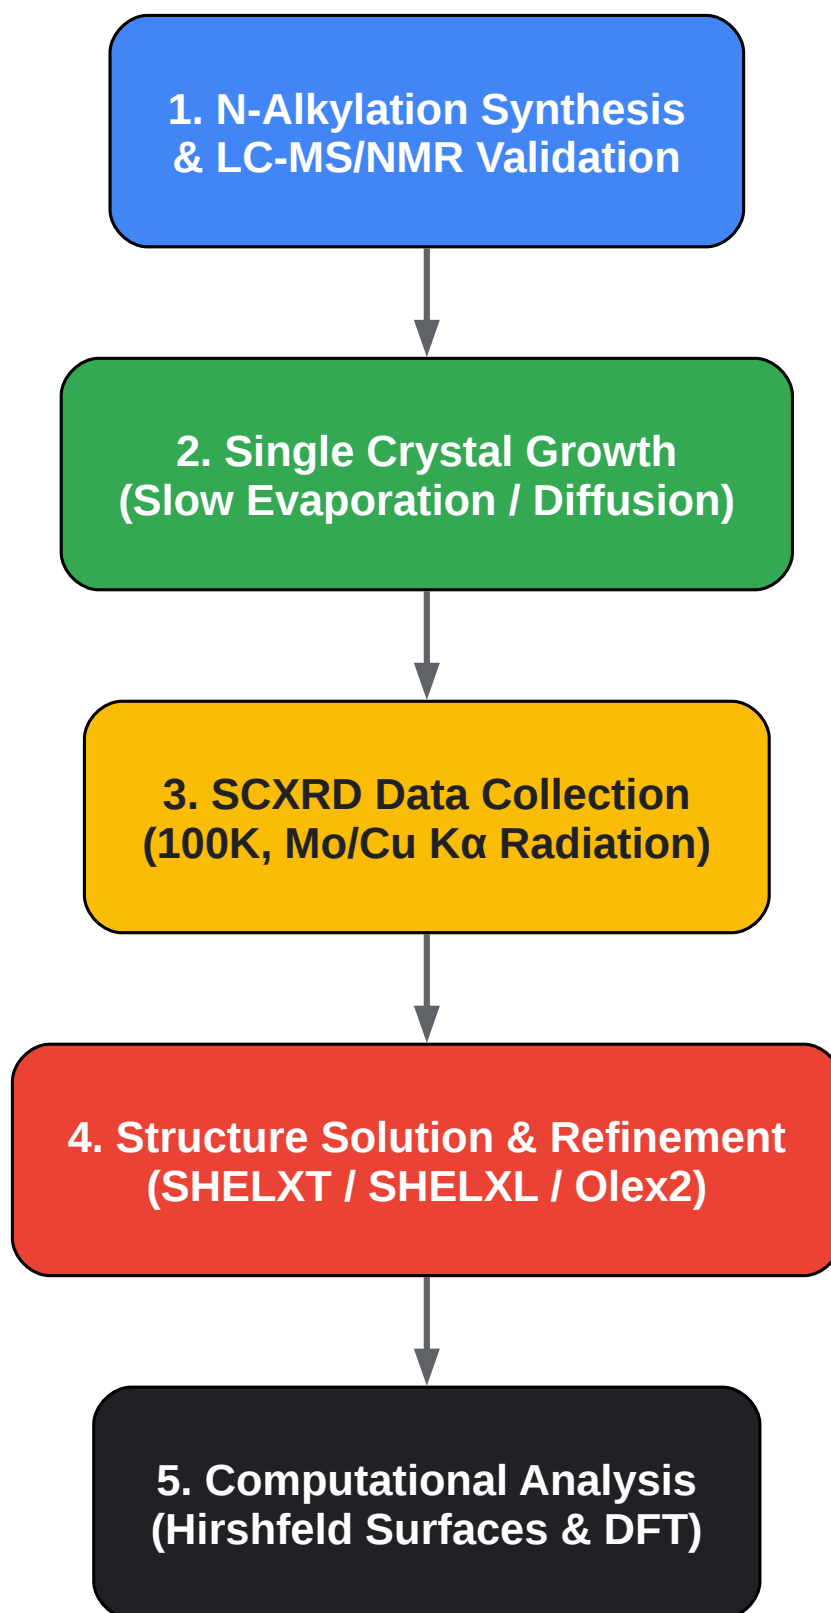 1. N-Alkylation Synthesis
& LC-MS/NMR Validation
2. Single Crystal Growth
(Slow Evaporation / Diffusion)
3. SCXRD Data Collection
(100K, Mo/Cu Kα Radiation)
4. Structure Solution & Refinement
(SHELXT / SHELXL / Olex2)
5. Computational Analysis
(Hirshfeld Surfaces & DFT)